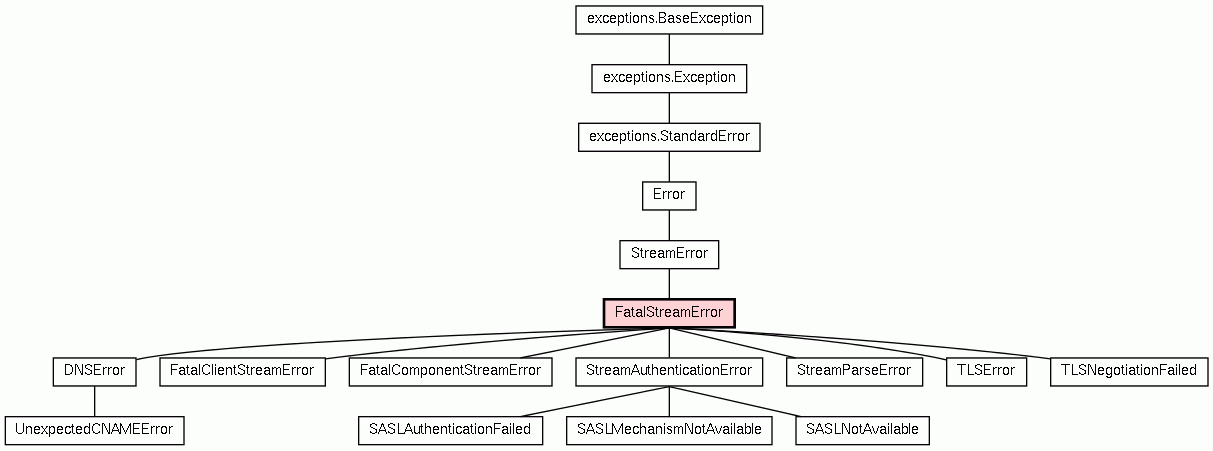 exceptions.BaseException
exceptions.Exception
exceptions.StandardError
Error
StreamError
FatalStreamError
DNSError
FatalClientStreamError
FatalComponentStreamError
StreamAuthenticationError
StreamParseError
TLSError
TLSNegotiationFailed
UnexpectedCNAMEError
SASLAuthenticationFailed
SASLMechanismNotAvailable
SASLNotAvailable